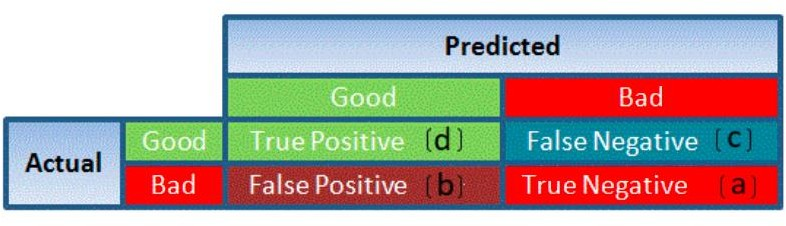 Predicted
Good Bad
Actual
Good True Positive (d) False Negative (c)
Bad False Positive (b) True Negative (a)